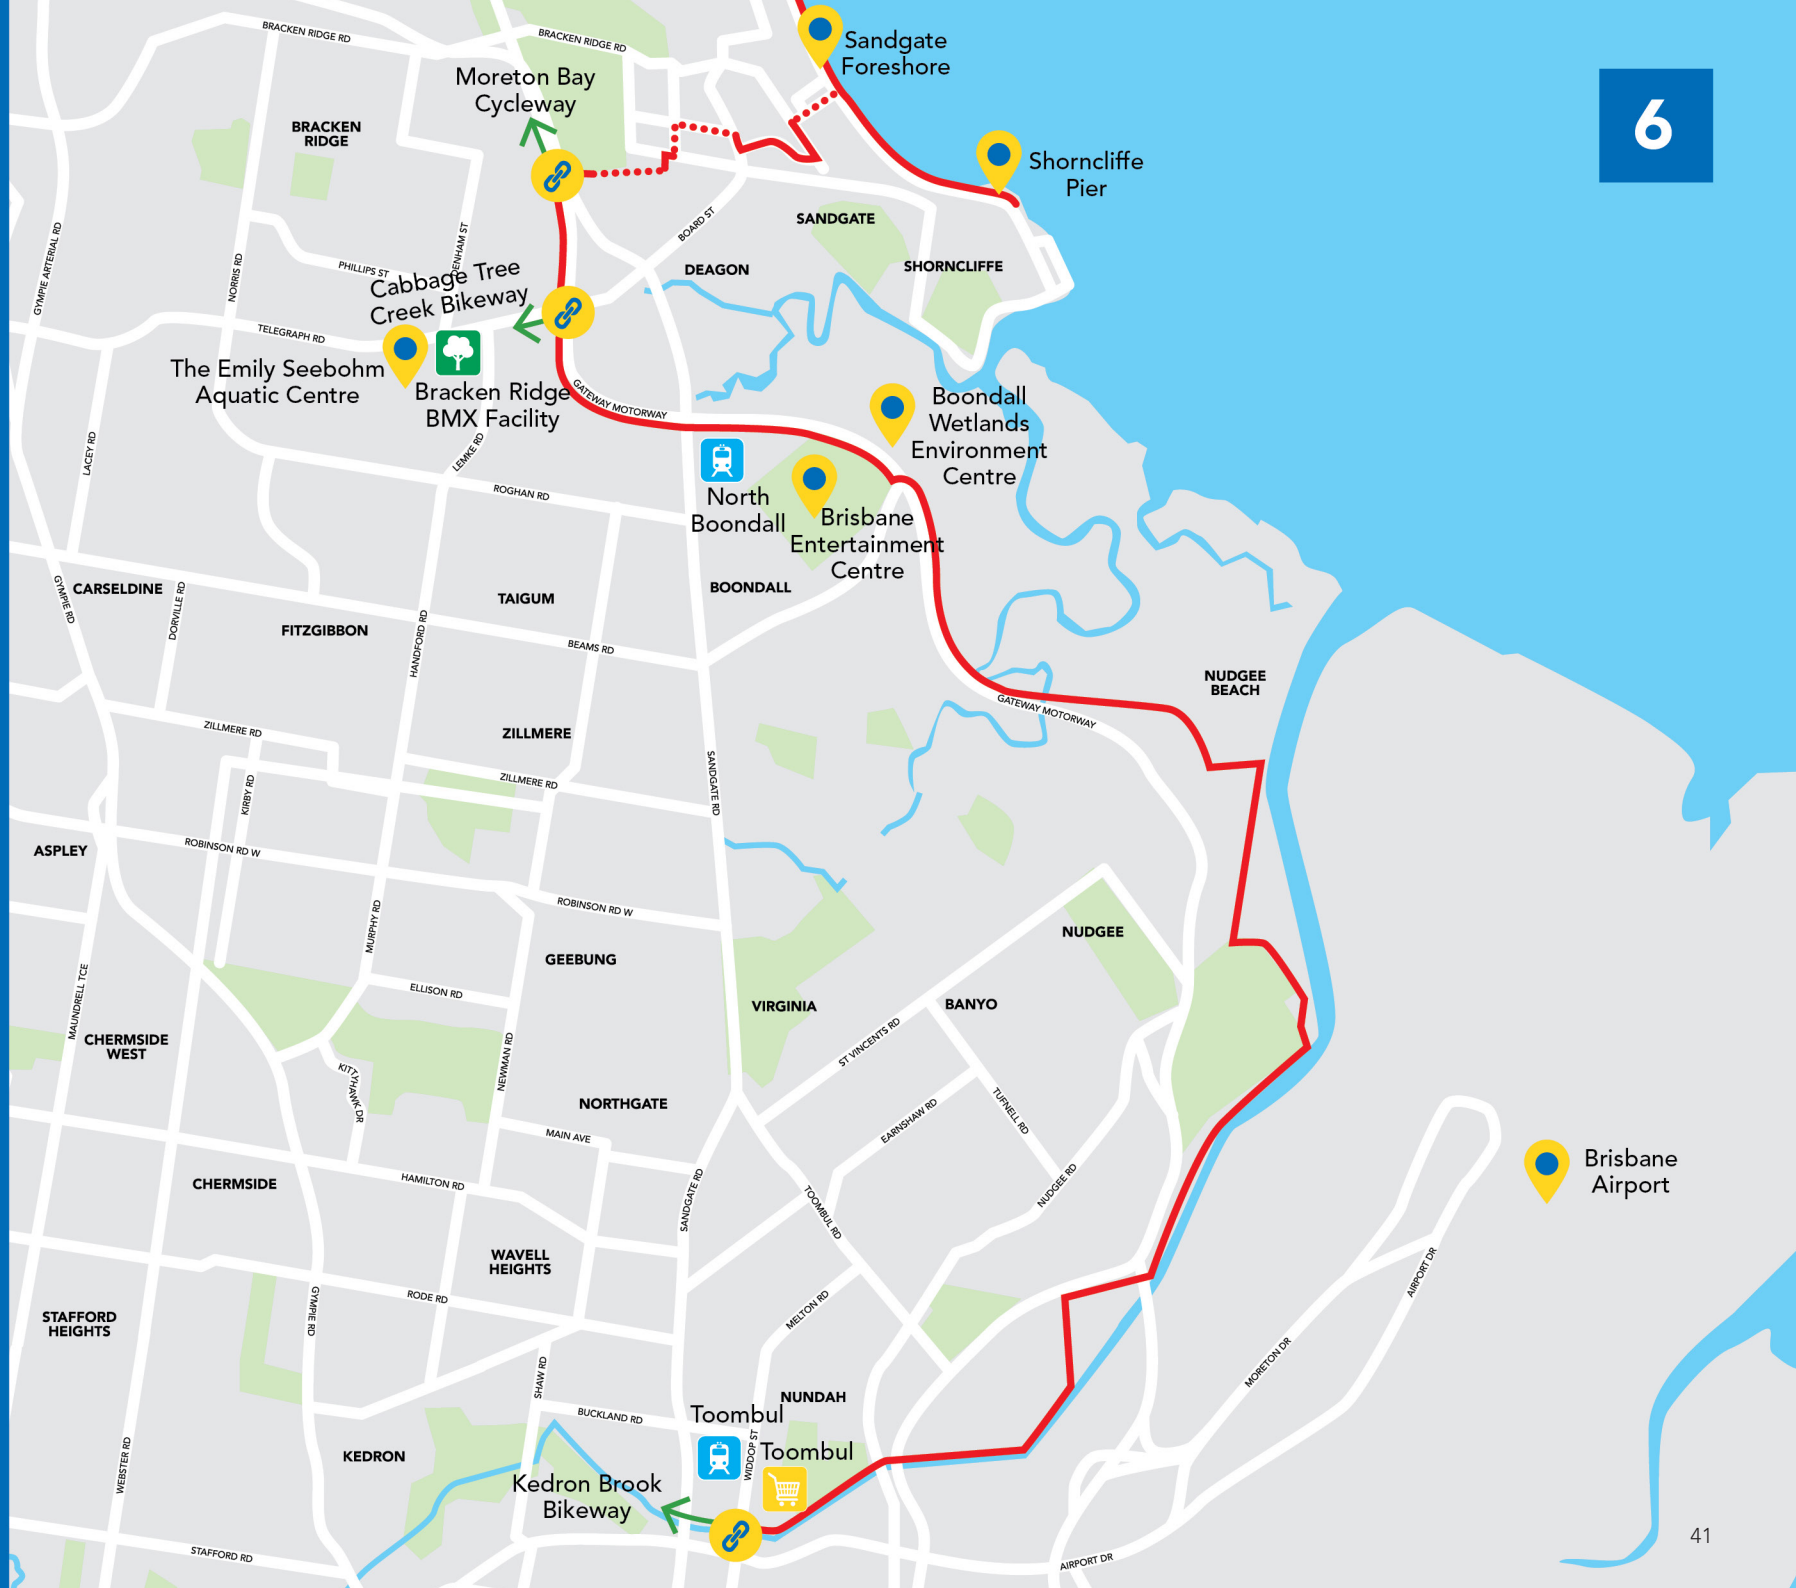 BRACKEN RIDGE RD
BRACKEN RIDGE RD
Sandgate
Foreshore
6
Moreton Bay
Cycleway
BRACKEN
RIDGE
Shorncliffe
Pier
SANDGATE
BOARD ST
GYMPIE ARTERIAL RD
NORRIS RD
DENHAM ST
PHILLIPS ST
DEAGON
SHORNCLIFFE
Cabbage Tree
Creek Bikeway
TELEGRAPH RD
The Emily Seebohm
Aquatic Centre
Bracken Ridge
BMX Facility
GATEWAY MOTORWAY
Boondall
Wetlands
Environment
Centre
LACEY RD
LEMKE RD
ROGHAN RD
North
Boondall
Brisbane
Entertainment
Centre
CARSELDINE
GYMPIE RD
DORVILLE RD
TAIGUM
BOONDALL
FITZGIBBON
HANDFORD RD
BEAMS RD
NUDGEE
BEACH
GATEWAY MOTORWAY
ZILLMERE RD
ZILLMERE
ZILLMERE RD
SANDGATE RD
KIRBY RD
ASPLEY
ROBINSON RD W
ROBINSON RD W
MURPHY RD
NUDGEE
GEEBUNG
MAUNDRELL TCE
ELLISON RD
VIRGINIA
BANYO
CHERMSIDE
WEST
ST VINCENTS RD
KITTYHAWK DR
NEWMAN RD
NORTHGATE
EARNSHAW RD
TUFNELL RD
MAIN AVE
Brisbane
Airport
CHERMSIDE
HAMILTON RD
SANDGATE RD
TOOMBUL RD
NUDGEE RD
WAVELL
HEIGHTS
AIRPORT DR
RODE RD
GYMPIE RD
MELTON RD
STAFFORD
HEIGHTS
MORETON DR
SHAW RD
NUNDAH
BUCKLAND RD
Toombul
WIDDOP ST
Toombul
KEDRON
WEBSTER RD
Kedron Brook
Bikeway
41
STAFFORD RD
AIRPORT DR